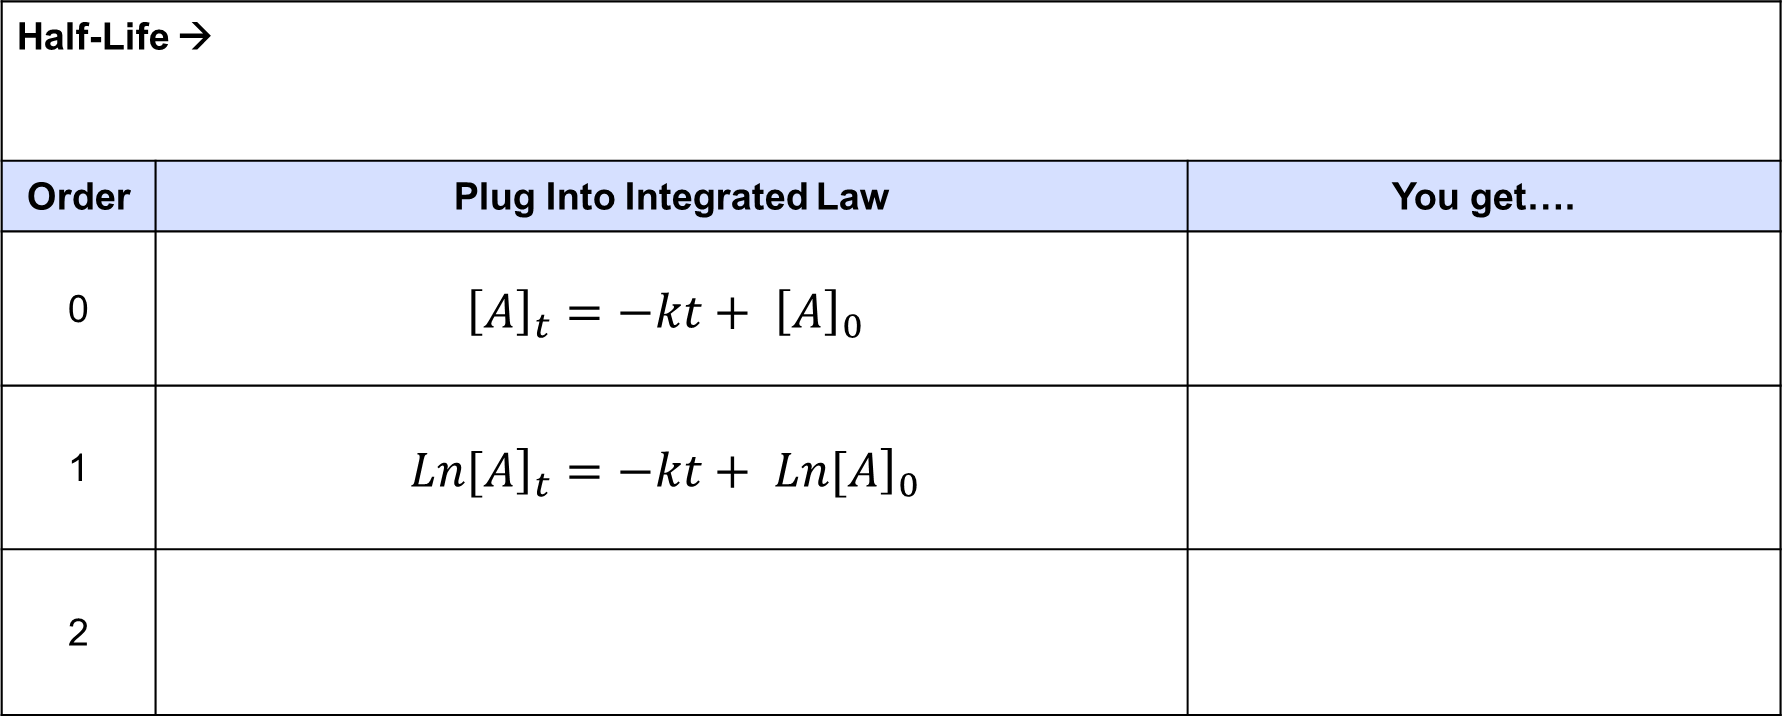 Half-Life →
Order Plug Into Integrated Law You get….
0 [A]ₜ = −kt + [A]₀
1 Ln[A]ₜ = −kt + Ln[A]₀
2